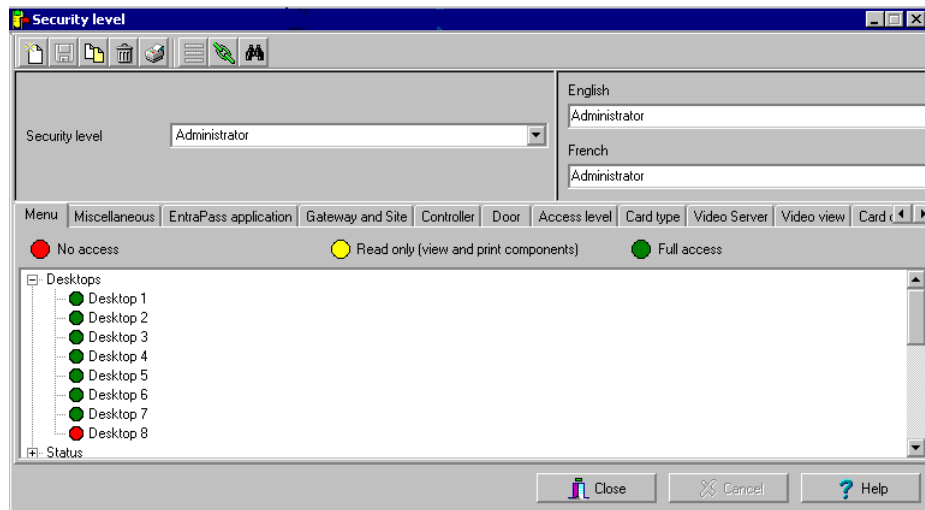 Security level
English
Administrator
Security level Administrator
French
Administrator
Menu Miscellaneous EntraPass application Gateway and Site Controller Door Access level Card type Video Server Video view Card
No access Read only (view and print components) Full access
Desktops
Desktop 1
Desktop 2
Desktop 3
Desktop 4
Desktop 5
Desktop 6
Desktop 7
Desktop 8
Status
Close Cancel Help